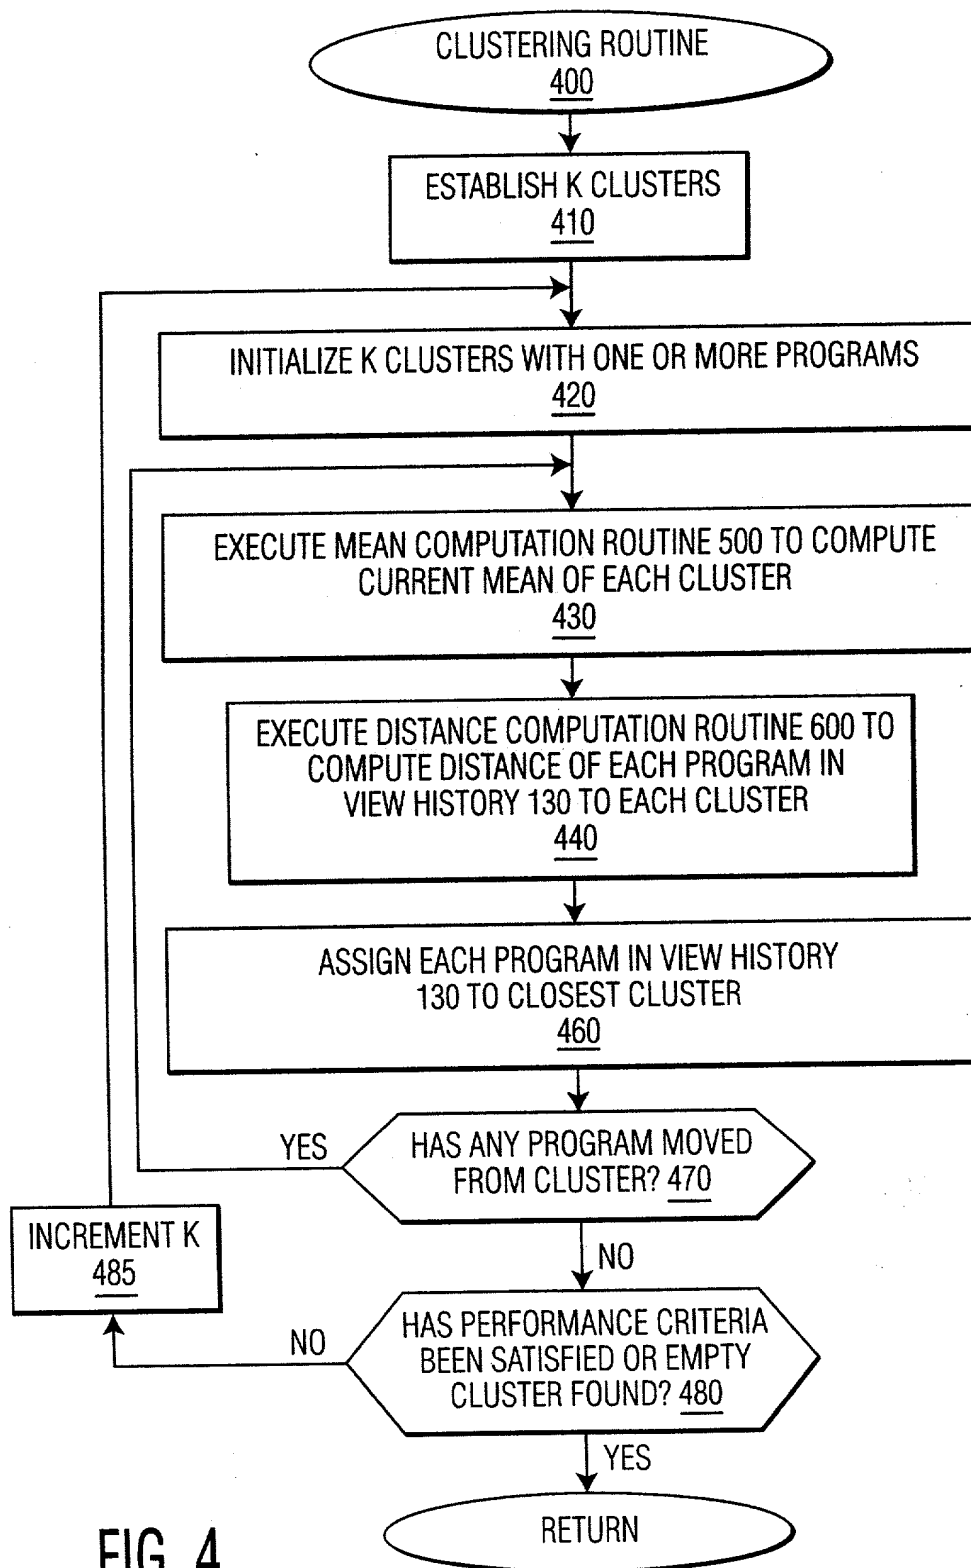 CLUSTERING ROUTINE
400
ESTABLISH K CLUSTERS
410
INITIALIZE K CLUSTERS WITH ONE OR MORE PROGRAMS
420
EXECUTE MEAN COMPUTATION ROUTINE 500 TO COMPUTE
CURRENT MEAN OF EACH CLUSTER
430
EXECUTE DISTANCE COMPUTATION ROUTINE 600 TO
COMPUTE DISTANCE OF EACH PROGRAM IN
VIEW HISTORY 130 TO EACH CLUSTER
440
ASSIGN EACH PROGRAM IN VIEW HISTORY
130 TO CLOSEST CLUSTER
460
YES
HAS ANY PROGRAM MOVED
FROM CLUSTER? 470
INCREMENT K
485
NO
NO
HAS PERFORMANCE CRITERIA
BEEN SATISFIED OR EMPTY
CLUSTER FOUND? 480
YES
RETURN
FIG. 4